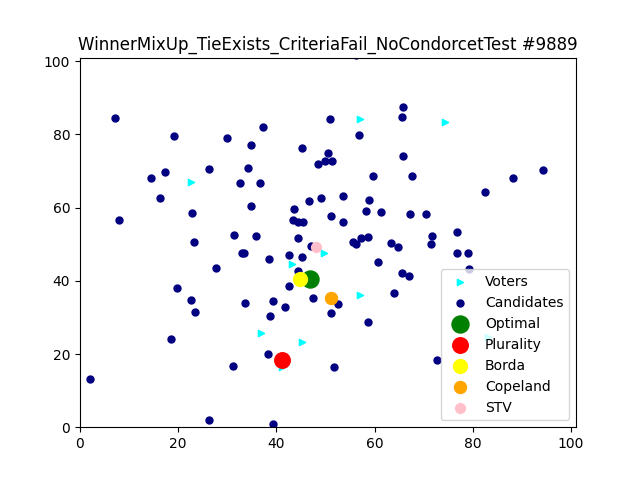 WinnerMixUp_TieExists_CriteriaFail_NoCondorcetTest #9889
100
80
60
40
20
0
0 20 40 60 80 100
Voters
Candidates
Optimal
Plurality
Borda
Copeland
STV